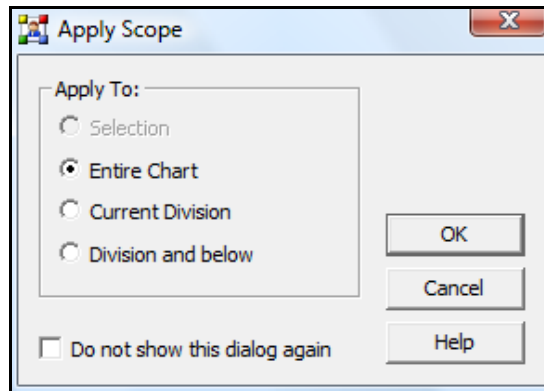 Apply Scope
Apply To:
Selection
Entire Chart
Current Division
Division and below
OK
Cancel
Do not show this dialog again
Help